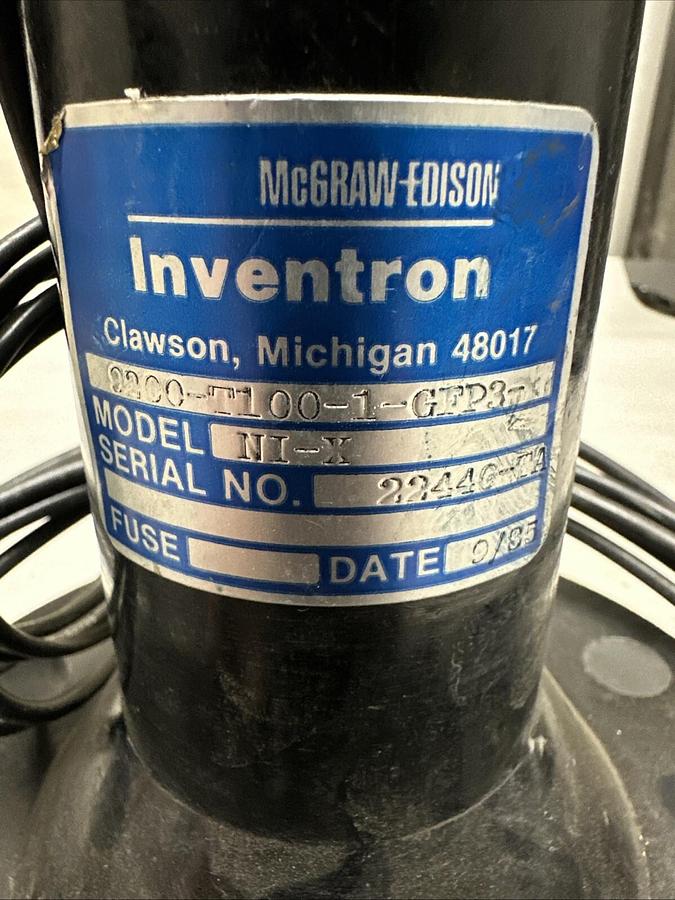 McGRAW-EDISON
Inventron
Clawson, Michigan 48017
MODEL NI-X
SERIAL NO.
FUSE
DATE 9/85